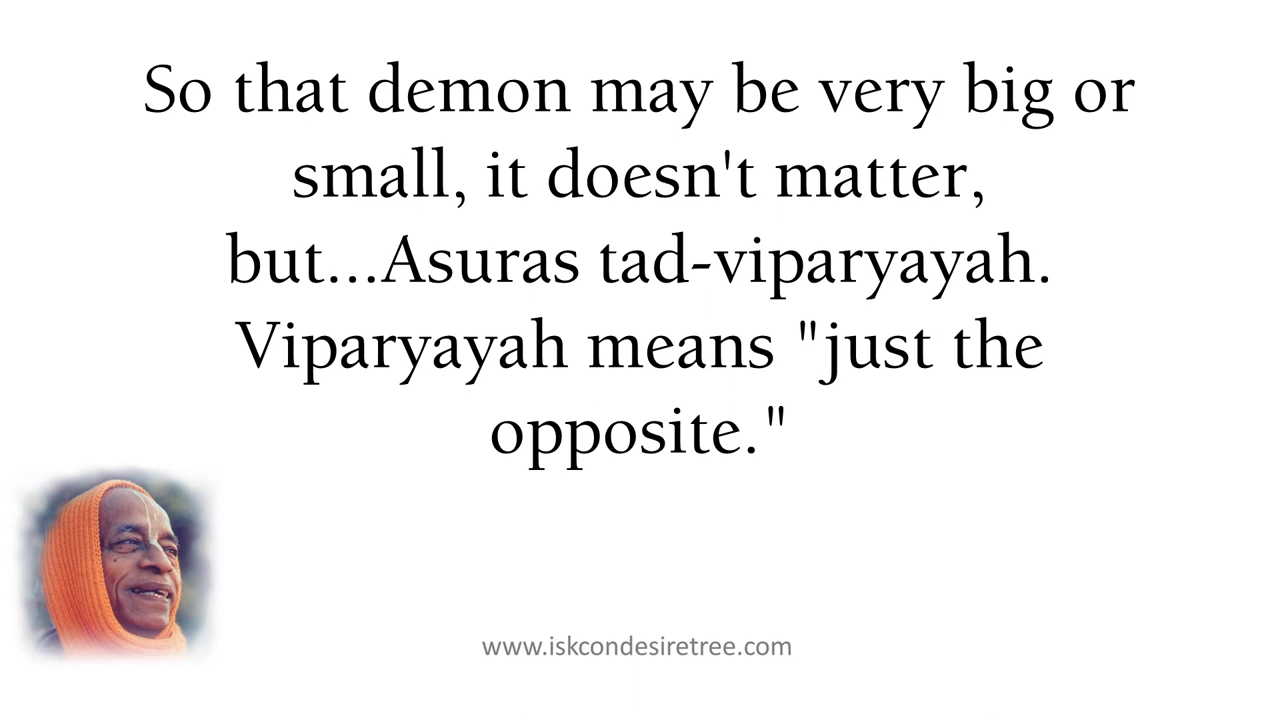 So that demon may be very big or
small, it doesn't matter,
but...Asuras tad-viparyayah.
Viparyayah means "just the
opposite."
www.iskcondesiretree.com